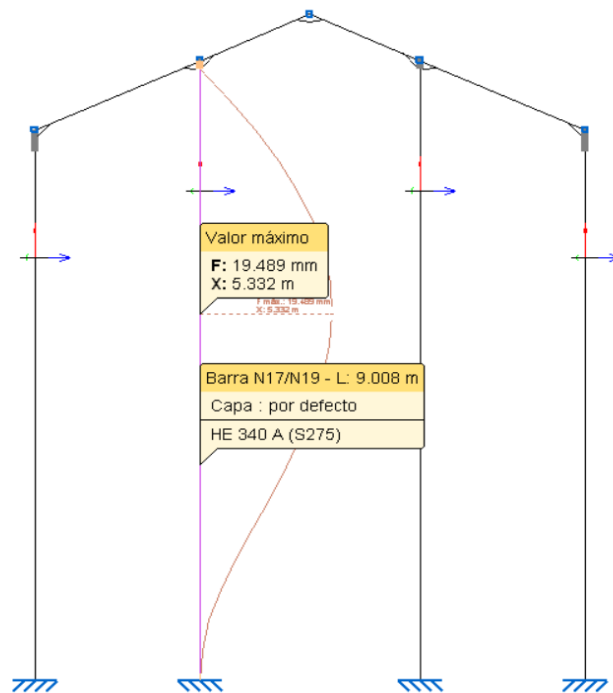 Valor máximo
F: 19.489 mm
X: 5.332 m
F máx.: 19.489 mm
X: 5.332 m
Barra N17/N19 - L: 9.008 m
Capa : por defecto
HE 340 A (S275)